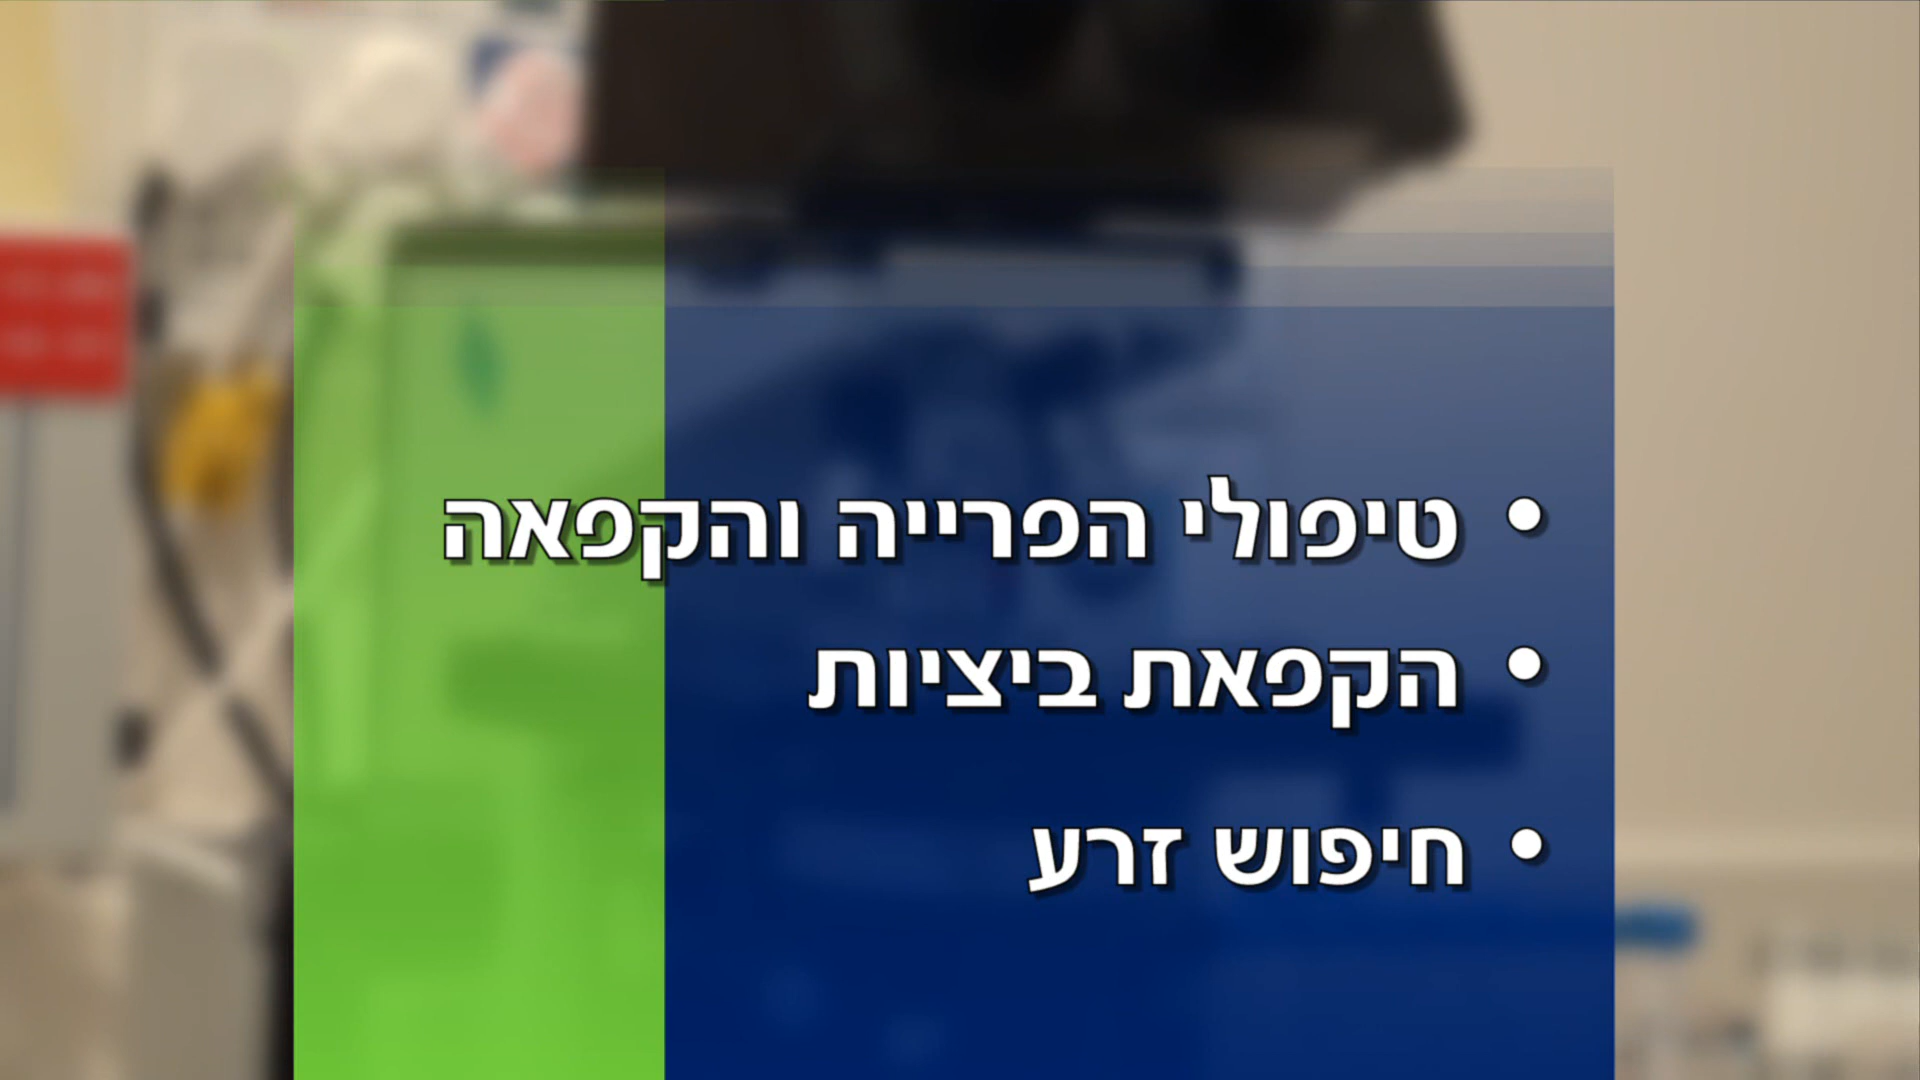 • טיפולי הפרייה והקפאה
• הקפאת ביציות
• חיפוש זרע